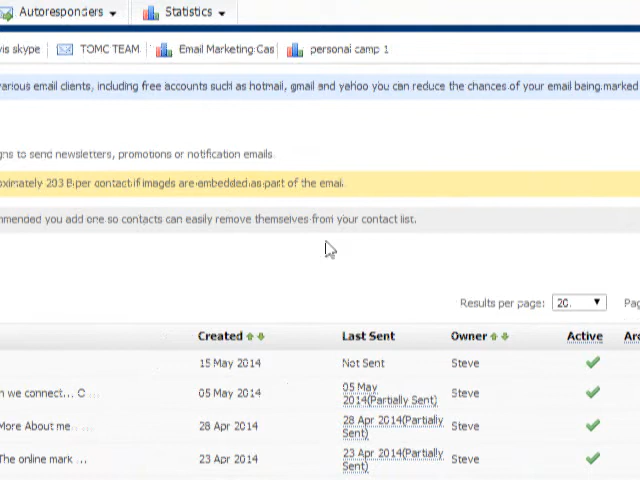 Autoresponders Statistics
is skype TOMC TEAM Email Marketing Cas personal camp 1
various email clients, including free accounts such as hotmail, gmail and yahoo you can reduce the chances of your email being marked
gns to send newsletters, promotions or notification emails.
oximately 203 B per contact if images are embedded as part of the email.
mmended you add one so contacts can easily remove themselves from your contact list.
Results per page: 20 Pag
Created Last Sent Owner Active Arc
15 May 2014 Not Sent Steve
n we connect... C ... 05 May 2014 05 May 2014(Partially Sent) Steve
More About me 28 Apr 2014 28 Apr 2014(Partially Sent) Steve
The online mark ... 23 Apr 2014 23 Apr 2014(Partially Sent) Steve